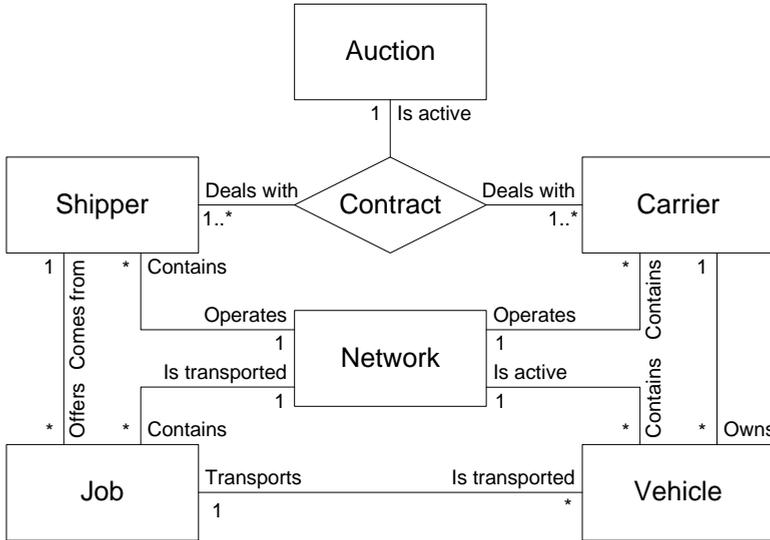 Auction
1 Is active
Shipper
Deals with
1..*
Contract
Deals with
1..*
Carrier
1
Comes from
* Contains
*
Contains
1
Operates
1
Network
Operates
1
Is transported
1
Is active
1
Offers
*
* Contains
Contains
*
* Owns
Job
Transports
1
Is transported
*
Vehicle